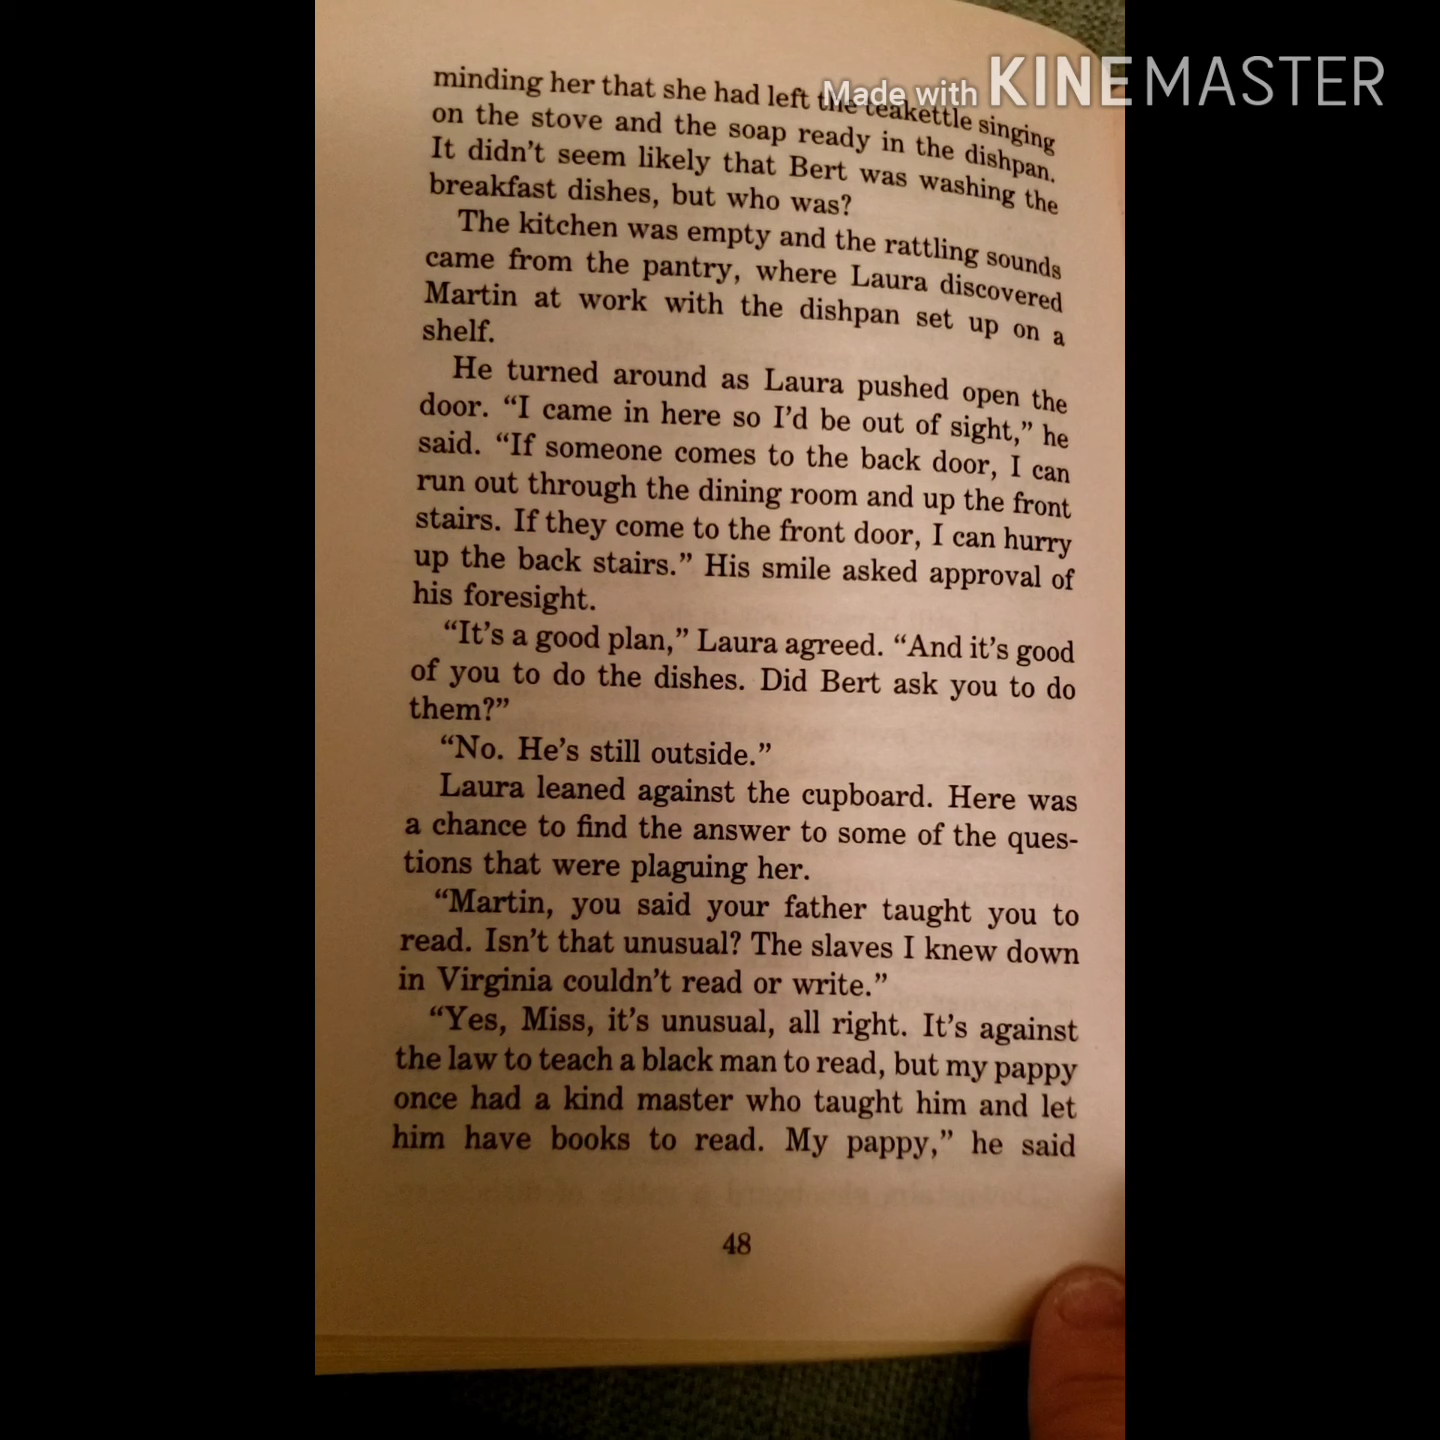 Made with KINEMASTER
minding her that she had left the teakettle singing
on the stove and the soap ready in the dishpan.
It didn't seem likely that Bert was washing the
breakfast dishes, but who was?
The kitchen was empty and the rattling sounds
came from the pantry, where Laura discovered
Martin at work with the dishpan set up on a
shelf.
He turned around as Laura pushed open the
door. “I came in here so I'd be out of sight,” he
said. “If someone comes to the back door, I can
run out through the dining room and up the front
stairs. If they come to the front door, I can hurry
up the back stairs.” His smile asked approval of
his foresight.
“It's a good plan,” Laura agreed. “And it's good
of you to do the dishes. Did Bert ask you to do
them?”
“No. He's still outside.”
Laura leaned against the cupboard. Here was
a chance to find the answer to some of the ques-
tions that were plaguing her.
“Martin, you said your father taught you to
read. Isn't that unusual? The slaves I knew down
in Virginia couldn't read or write.”
“Yes, Miss, it's unusual, all right. It's against
the law to teach a black man to read, but my pappy
once had a kind master who taught him and let
him have books to read. My pappy,” he said
48